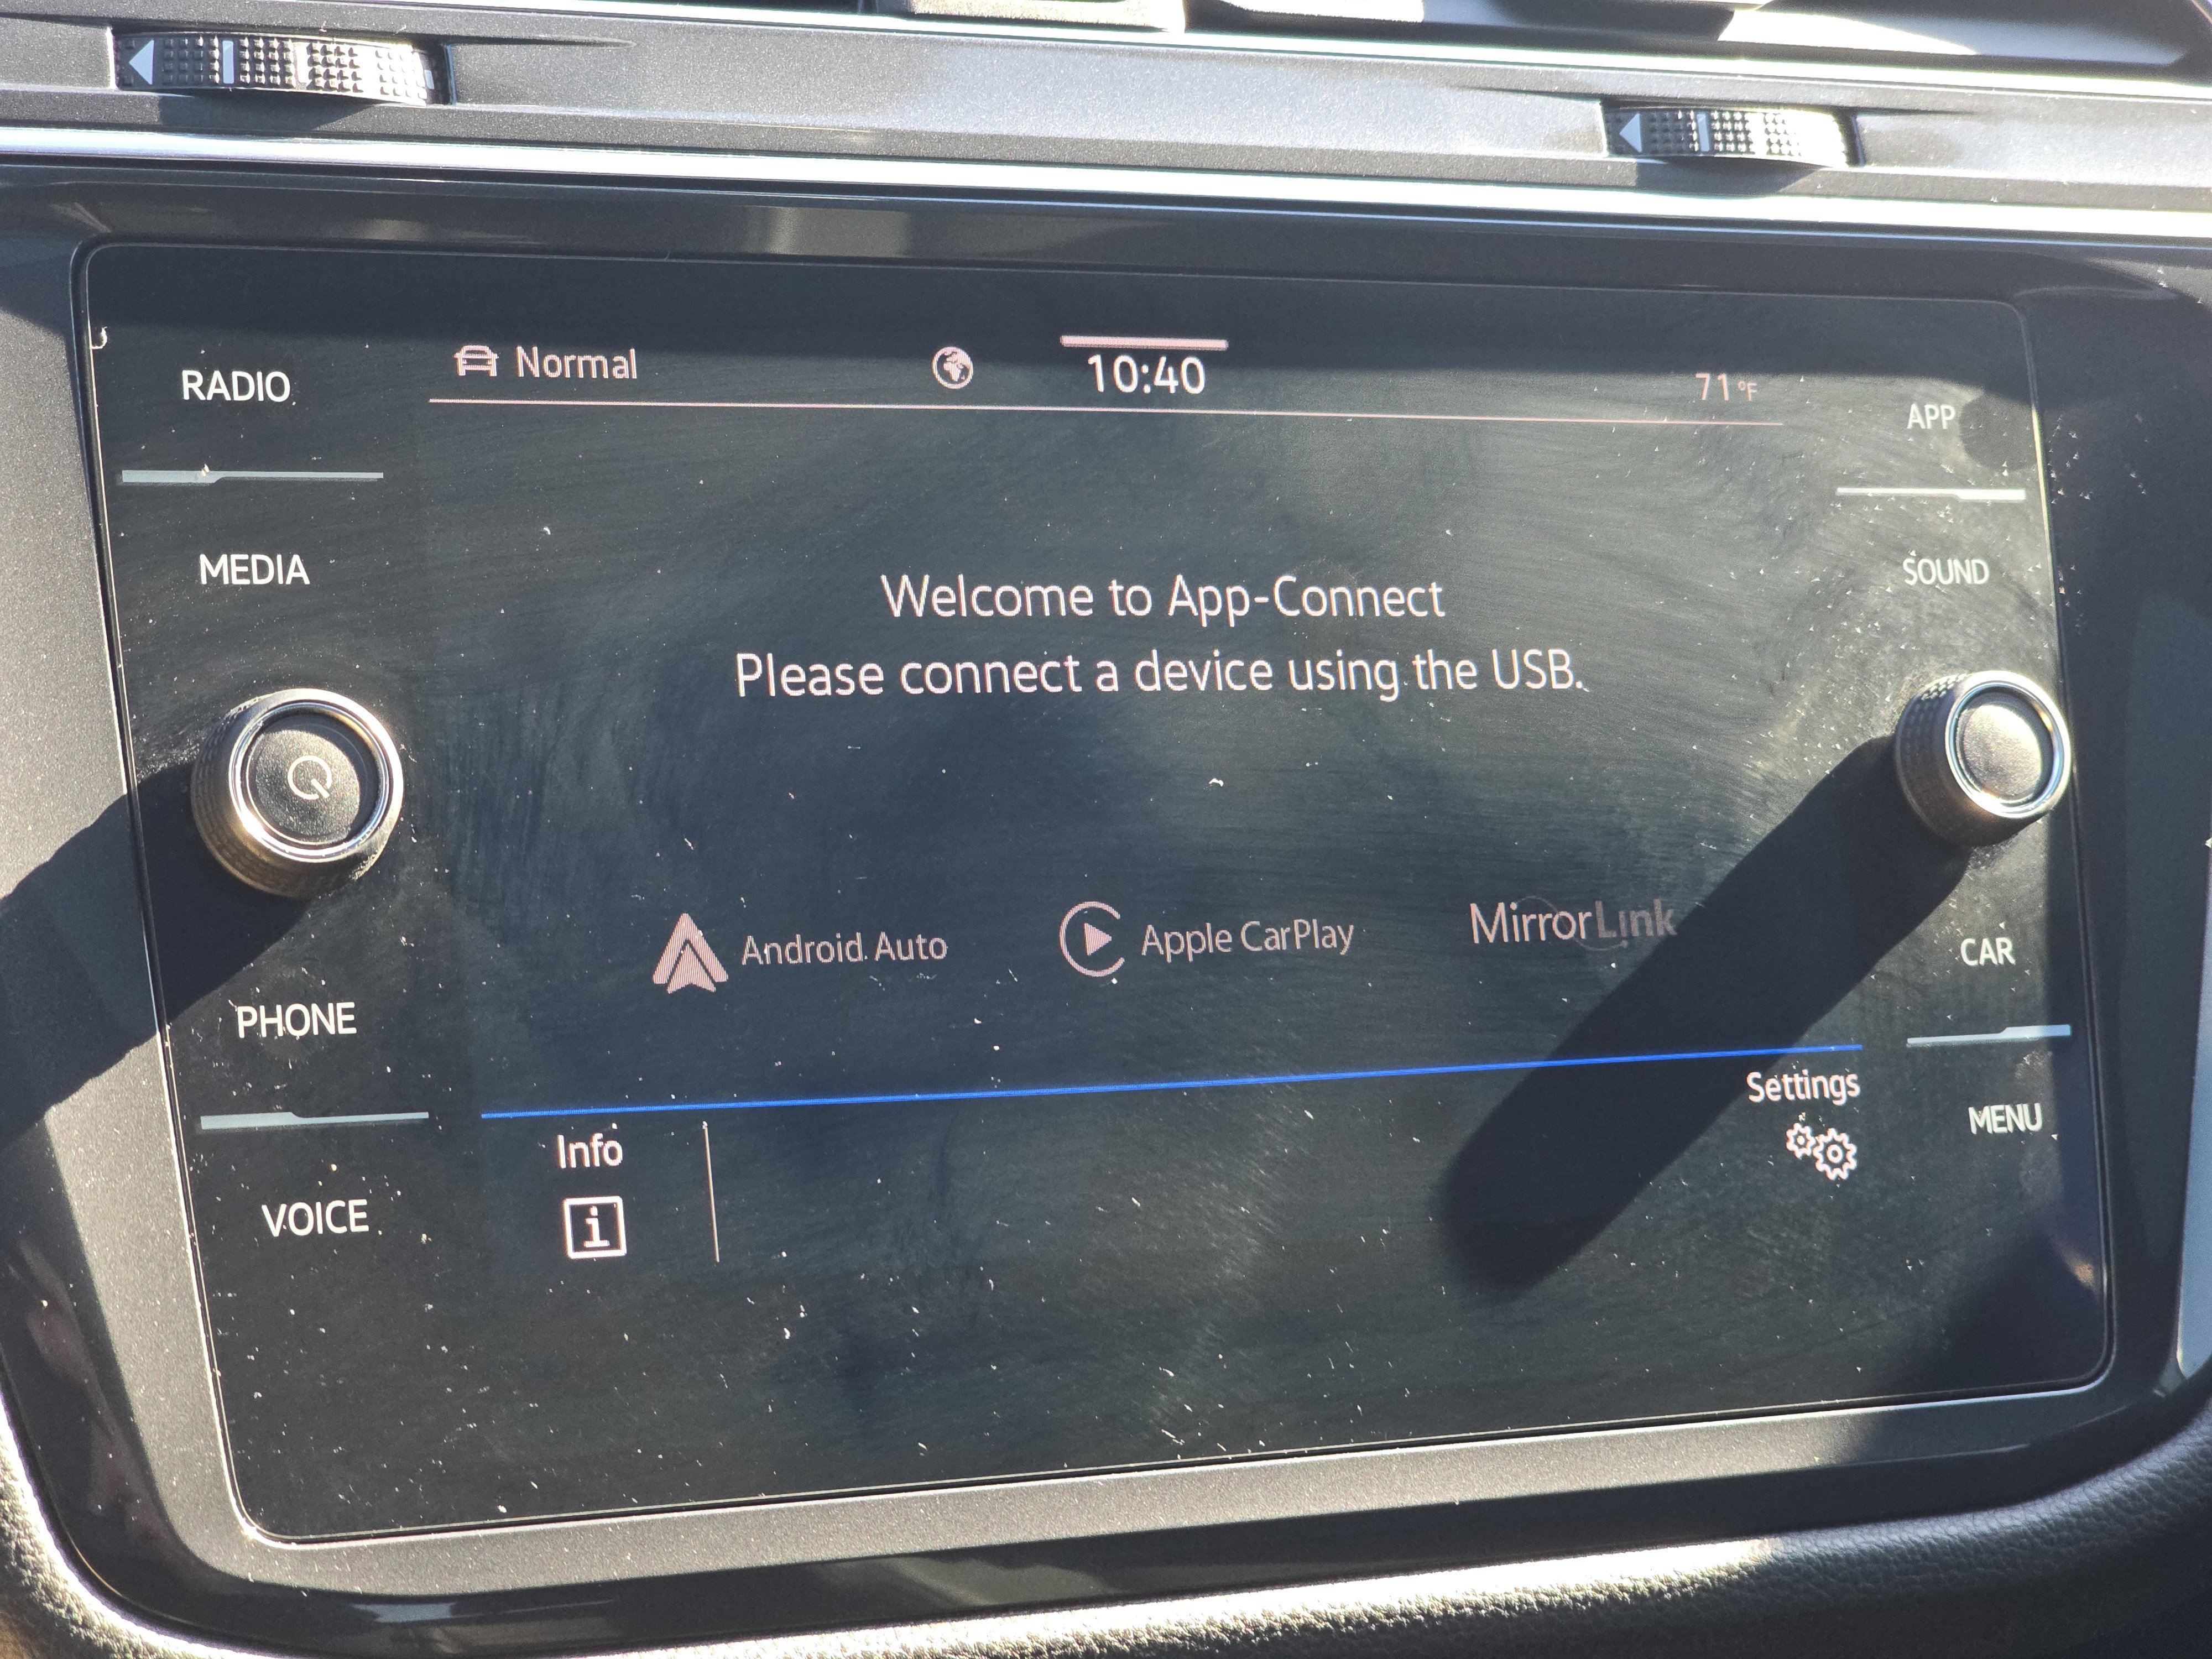 Normal
10:40
71 °F
RADIO
MEDIA
PHONE
VOICE
Welcome to App-Connect
Please connect a device using the USB.
Android Auto
Apple CarPlay
MirrorLink
Info
i
Settings
APP
SOUND
CAR
MENU